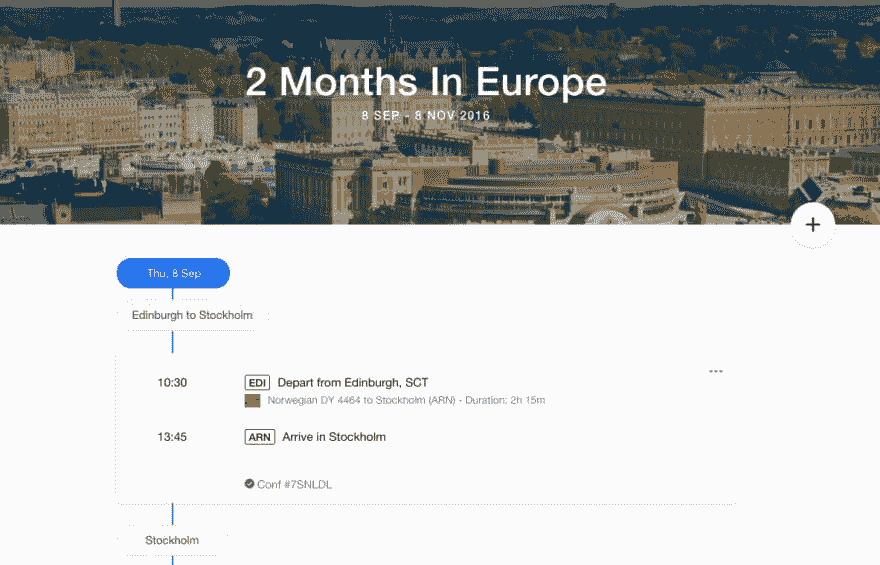 2 Months In Europe
8 SEP - 8 NOV 2016
Thu, 8 Sep
Edinburgh to Stockholm
10:30 EDI Depart from Edinburgh, SCT
Norwegian DY 4464 to Stockholm (ARN) - Duration: 2h 15m
13:45 ARN Arrive in Stockholm
Conf #7SNLDL
Stockholm